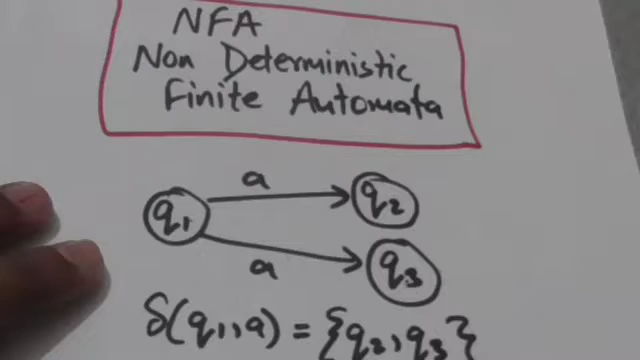 NFA
Non Deterministic
Finite Automata
a
q1 q2
a
q3
δ(q1, a) = {q2, q3}